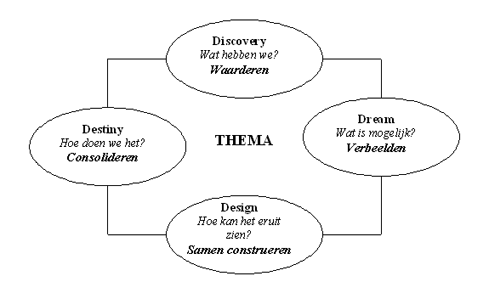 Discovery
Wat hebben we?
Waarderen
Destiny
Hoe doen we het?
Consolideren
THEMA
Dream
Wat is mogelijk?
Verbeelden
Design
Hoe kan het eruit
zien?
Samen construeren